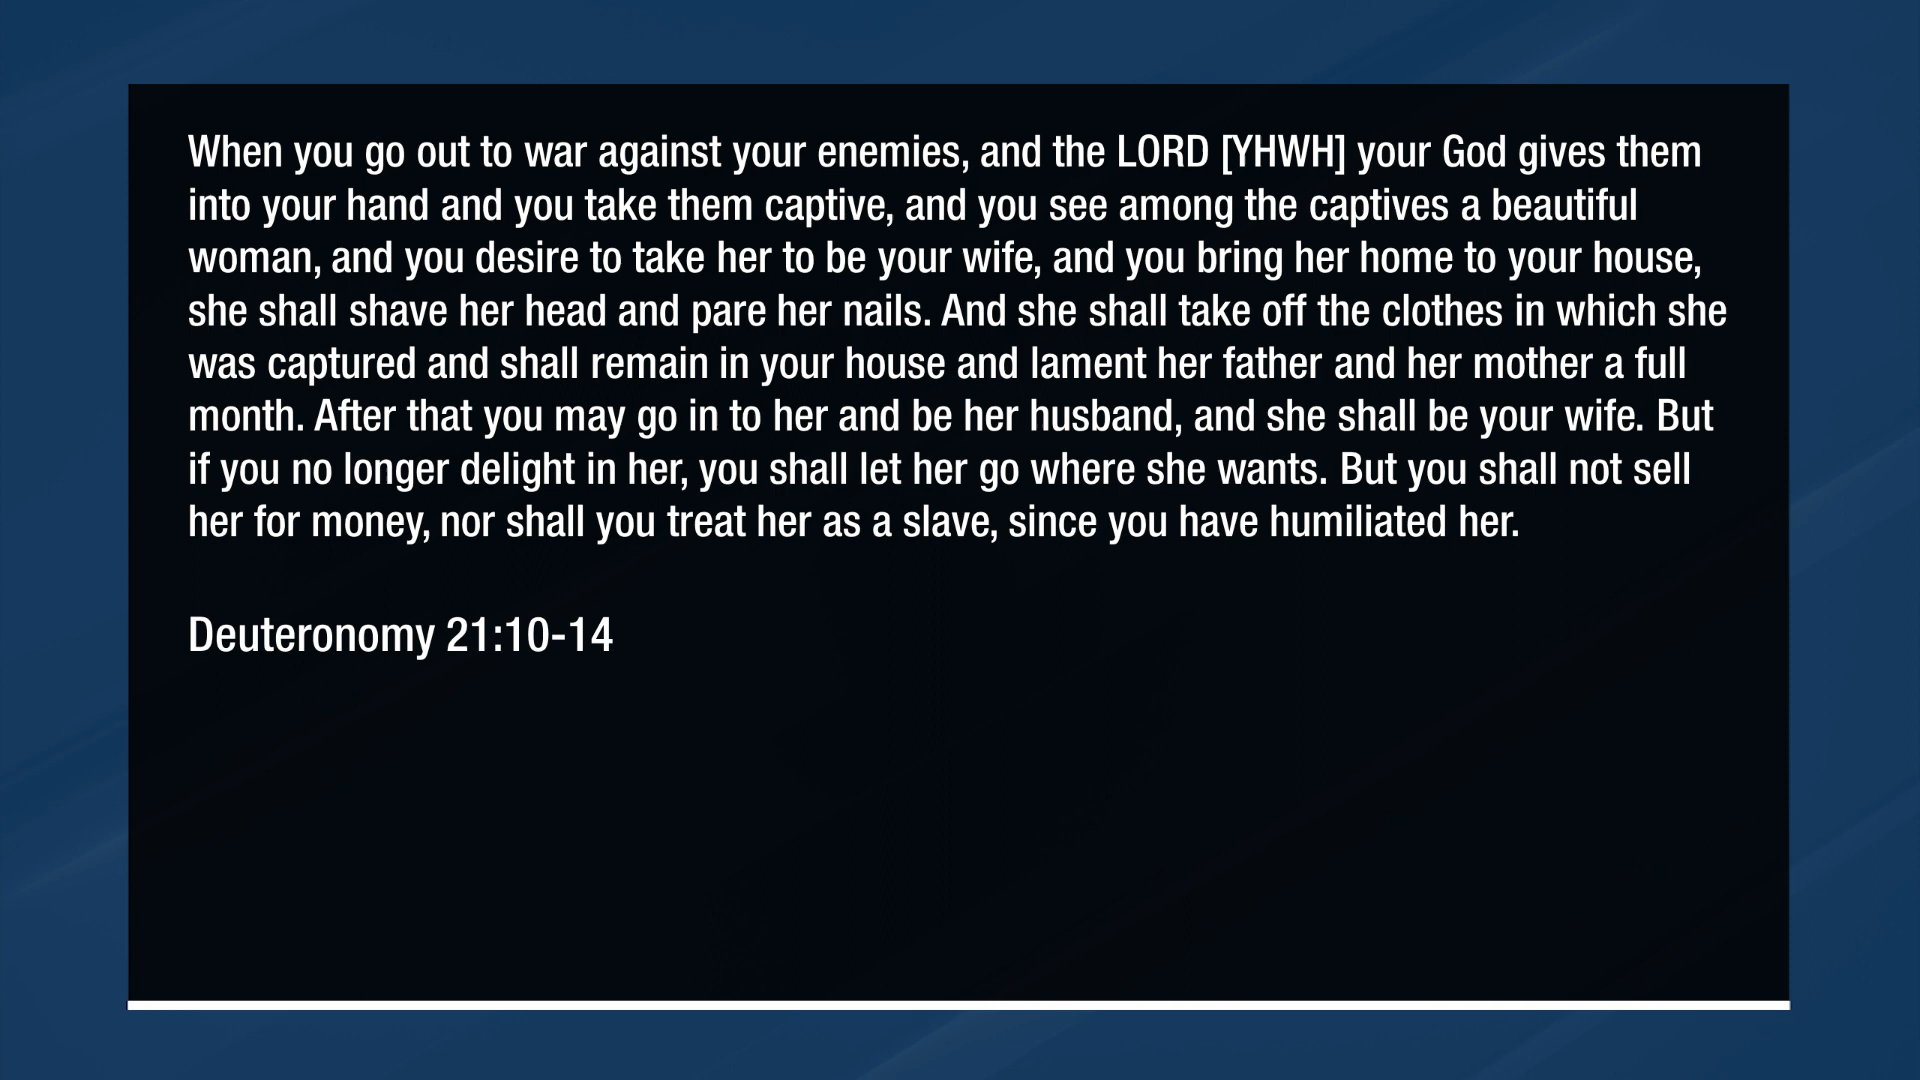 When you go out to war against your enemies, and the LORD [YHWH] your God gives them
into your hand and you take them captive, and you see among the captives a beautiful
woman, and you desire to take her to be your wife, and you bring her home to your house,
she shall shave her head and pare her nails. And she shall take off the clothes in which she
was captured and shall remain in your house and lament her father and her mother a full
month. After that you may go in to her and be her husband, and she shall be your wife. But
if you no longer delight in her, you shall let her go where she wants. But you shall not sell
her for money, nor shall you treat her as a slave, since you have humiliated her.
Deuteronomy 21:10-14